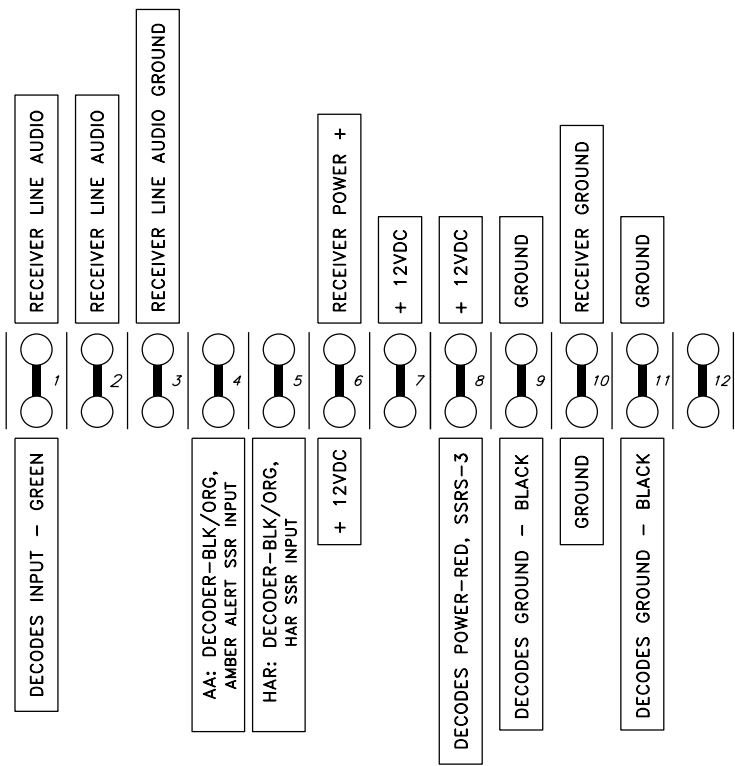 RECEIVER LINE AUDIO
RECEIVER LINE AUDIO
RECEIVER LINE AUDIO GROUND
RECEIVER POWER +
+ 12VDC
+ 12VDC
GROUND
RECEIVER GROUND
GROUND
1
2
3
4
5
6
7
8
9
10
11
12
DECODES INPUT – GREEN
AA: DECODER–BLK/ORG,
AMBER ALERT SSR INPUT
HAR: DECODER–BLK/ORG,
HAR SSR INPUT
+ 12VDC
DECODES POWER–RED, SSRS–3
DECODES GROUND – BLACK
GROUND
DECODES GROUND – BLACK